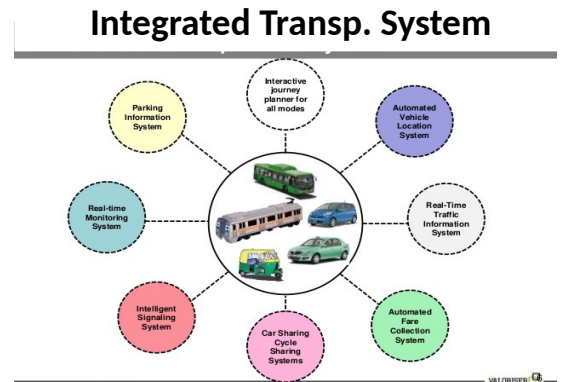 Integrated Transp. System
Interactive
journey
planner for
all modes
Parking
Information
System
Automated
Vehicle
Location
System
Real-time
Monitoring
System
Real-Time
Traffic
Information
System
Intelligent
Signaling
System
Automated
Fare
Collection
System
Car Sharing
Cycle
Sharing
Systems